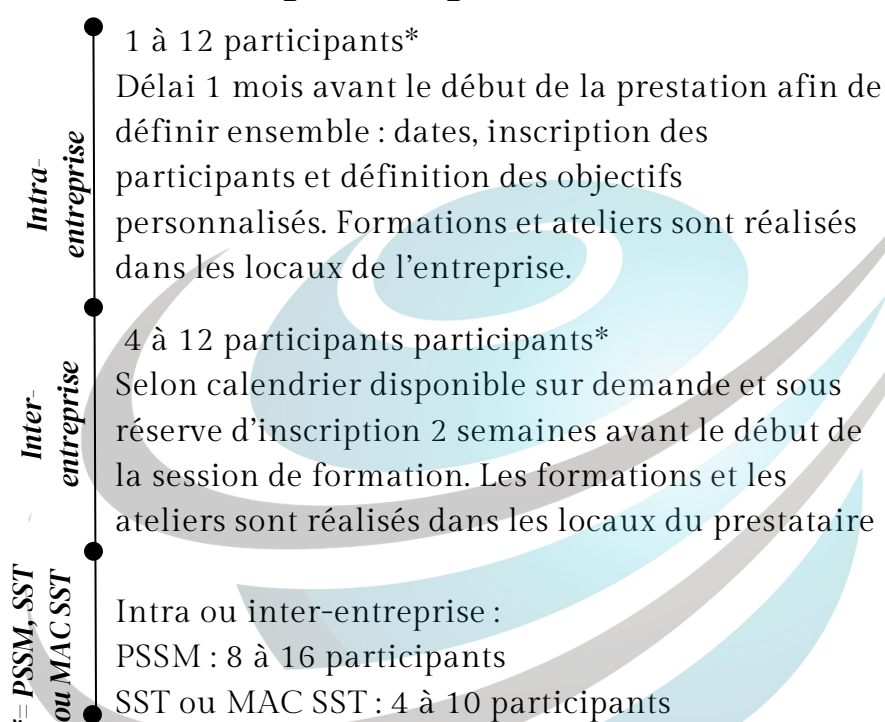 Intra-
entreprise
1 à 12 participants*
Délai 1 mois avant le début de la prestation afin de
définir ensemble : dates, inscription des
participants et définition des objectifs
personnalisés. Formations et ateliers sont réalisés
dans les locaux de l’entreprise.
Inter-
entreprise
4 à 12 participants participants*
Selon calendrier disponible sur demande et sous
réserve d’inscription 2 semaines avant le début de
la session de formation. Les formations et les
ateliers sont réalisés dans les locaux du prestataire
*= PSSM, SST
ou MAC SST
Intra ou inter-entreprise :
PSSM : 8 à 16 participants
SST ou MAC SST : 4 à 10 participants